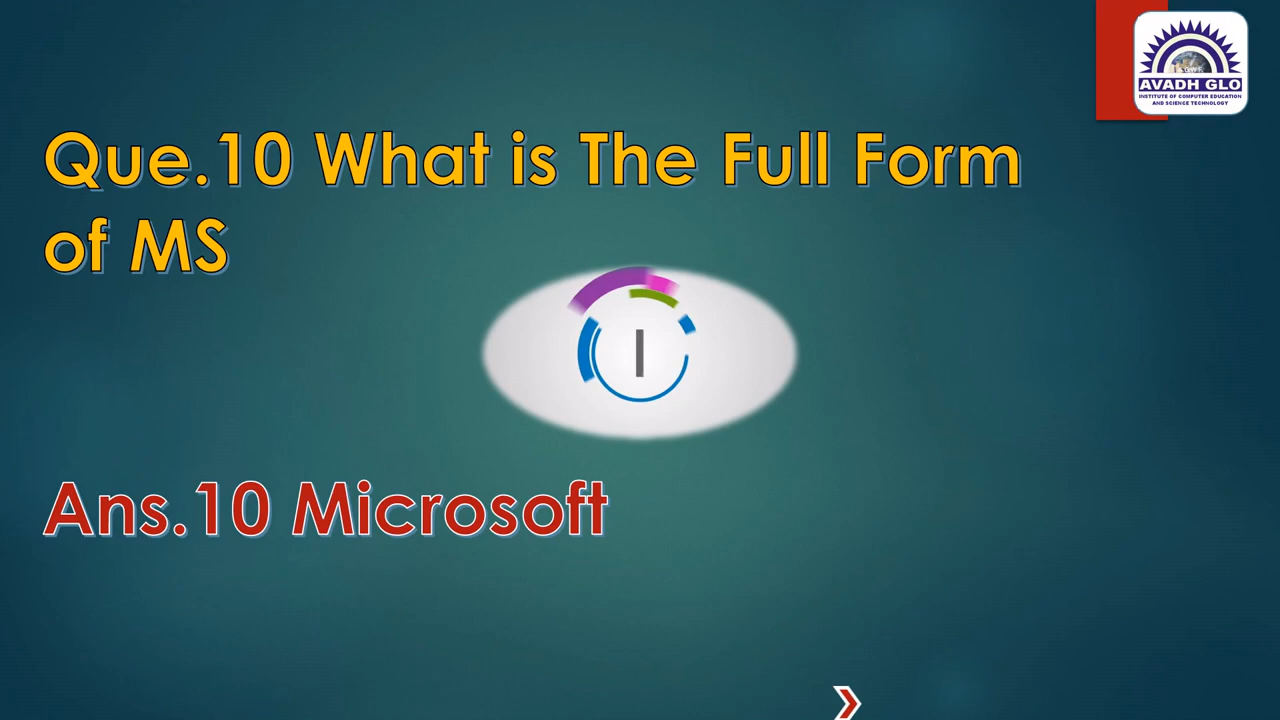 AVADH GLO
INSTITUTE OF COMPUTER EDUCATION
AND SCIENCE TECHNOLOGY
Que.10 What is The Full Form
of MS
Ans.10 Microsoft